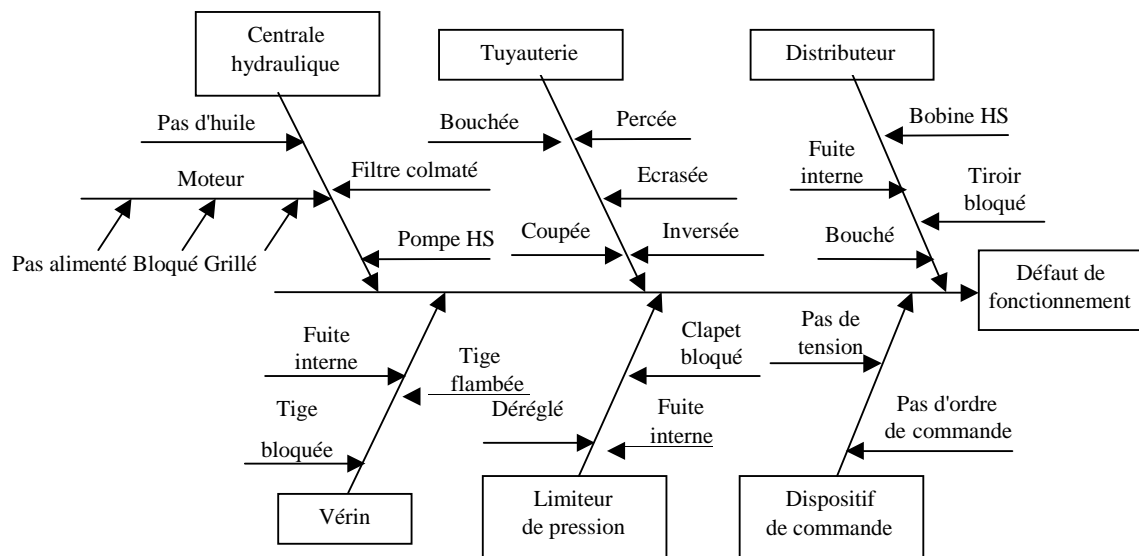 Centrale
hydraulique
Tuyauterie
Distributeur
Pas d'huile
Moteur
Filtre colmaté
Pompe HS
Pas alimenté Bloqué Grillé
Bouchée
Percée
Ecrasée
Coupée
Inversée
Bobine HS
Fuite
interne
Tiroir
bloqué
Bouché
Défaut de
fonctionnement
Fuite
interne
Tige
flambée
Tige
bloquée
Vérin
Clapet
bloqué
Déréglé
Fuite
interne
Limiteur
de pression
Pas de
tension
Pas d'ordre
de commande
Dispositif
de commande